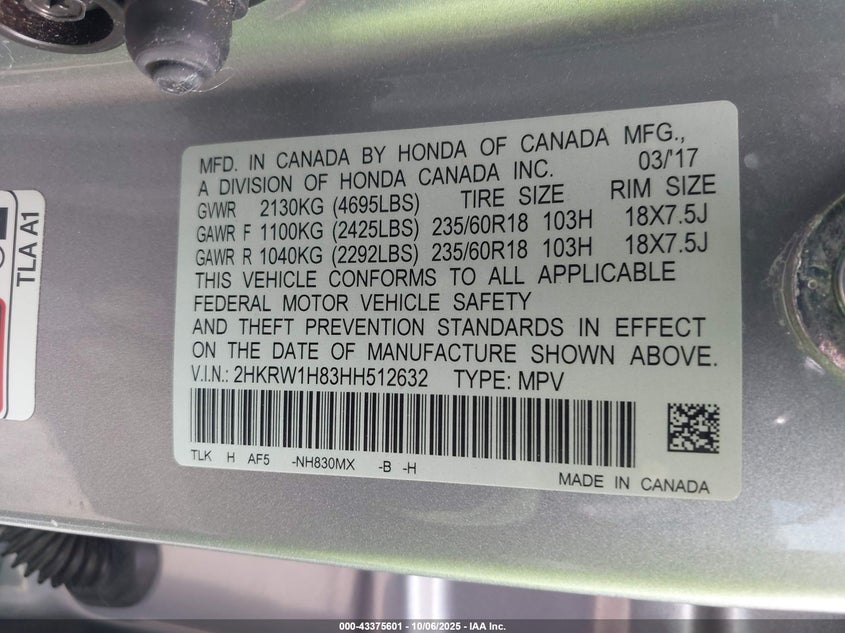 MFD. IN CANADA BY HONDA OF CANADA MFG.,
A DIVISION OF HONDA CANADA INC. 03/'17
GVWR 2130KG (4695LBS) TIRE SIZE RIM SIZE
GAWR F 1100KG (2425LBS) 235/60R18 103H 18X7.5J
GAWR R 1040KG (2292LBS) 235/60R18 103H 18X7.5J
THIS VEHICLE CONFORMS TO ALL APPLICABLE
FEDERAL MOTOR VEHICLE SAFETY
AND THEFT PREVENTION STANDARDS IN EFFECT
ON THE DATE OF MANUFACTURE SHOWN ABOVE.
V.I.N.: 2HKRW1H83HH512632 TYPE: MPV
TLK H AF5 -NH830MX -B -H
MADE IN CANADA
TLA A1
000-43375601 - 10/06/2025 - IAA Inc.